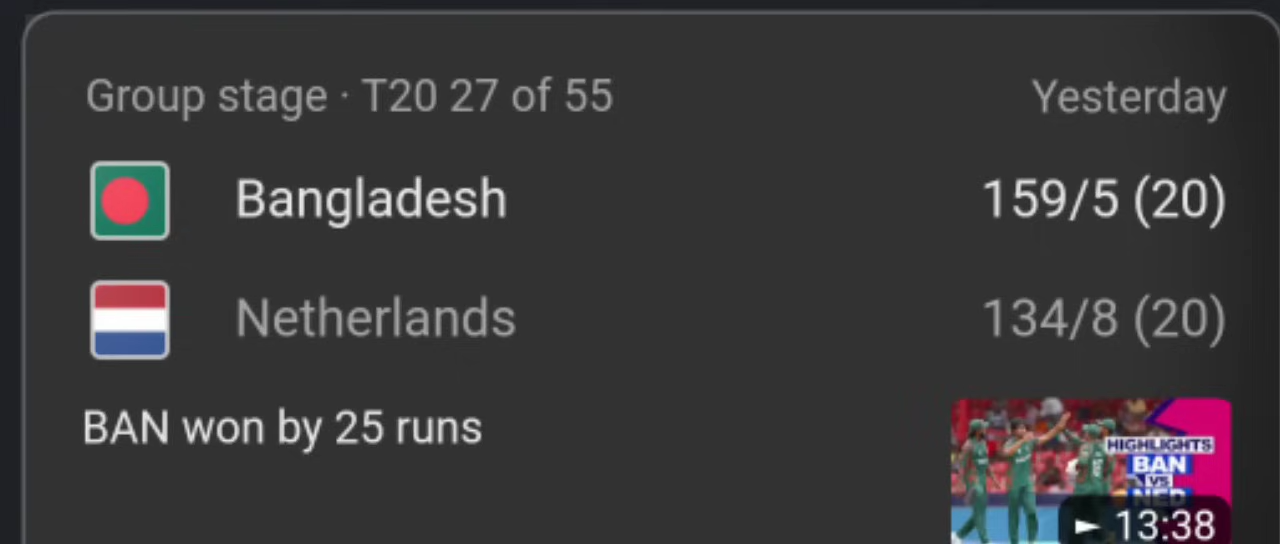 Group stage · T20 27 of 55
Yesterday
Bangladesh
159/5 (20)
Netherlands
134/8 (20)
BAN won by 25 runs
HIGHLIGHTS
BAN
VS
NED
13:38